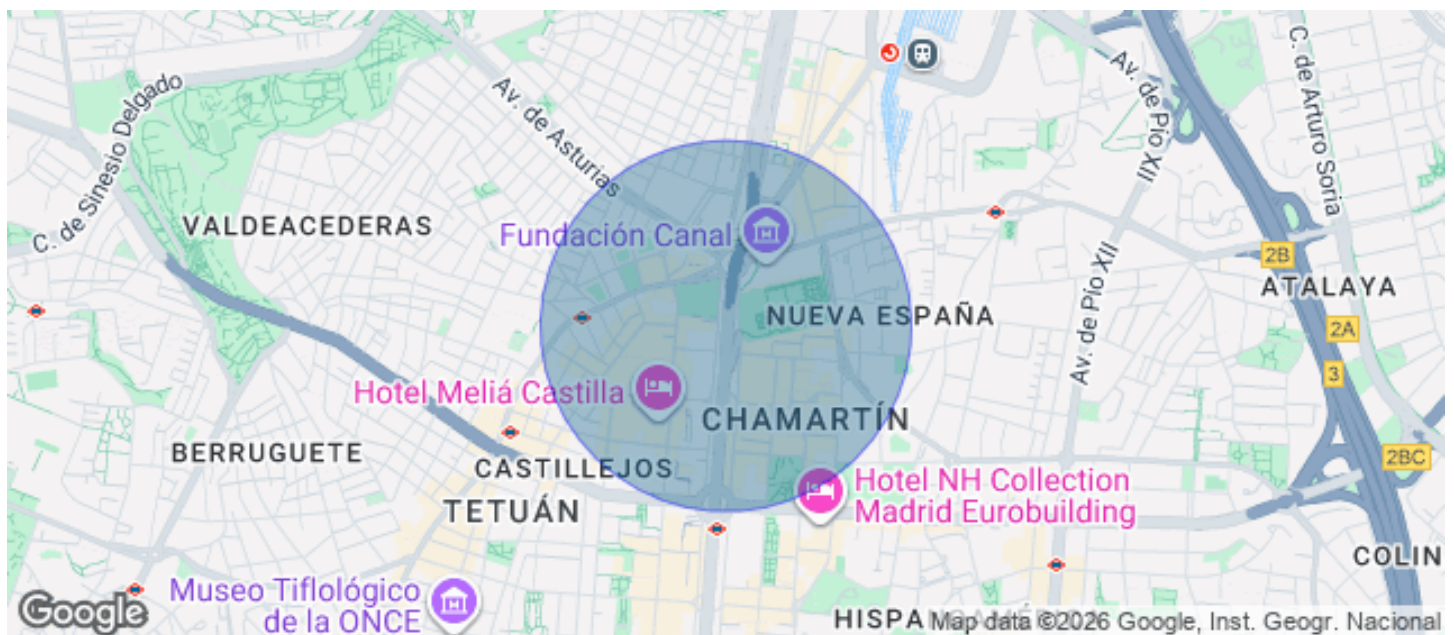 C. de Sinesio Delgado
Av. de Asturias
Av. de Pío XII
C. de Arturo Soria
VALDEACEDERAS
Fundación Canal
2B
ATALAYA
NUEVA ESPAÑA
Av. de Pío XII
2A
3
Hotel Meliá Castilla
CHAMARTÍN
BERRUGUETE
CASTILLEJOS
2BC
TETUÁN
Hotel NH Collection
Madrid Eurobuilding
COLIN
Museo Tiflológico
de la ONCE
Google
HISPA
Map data ©2026 Google, Inst. Geogr. Nacional